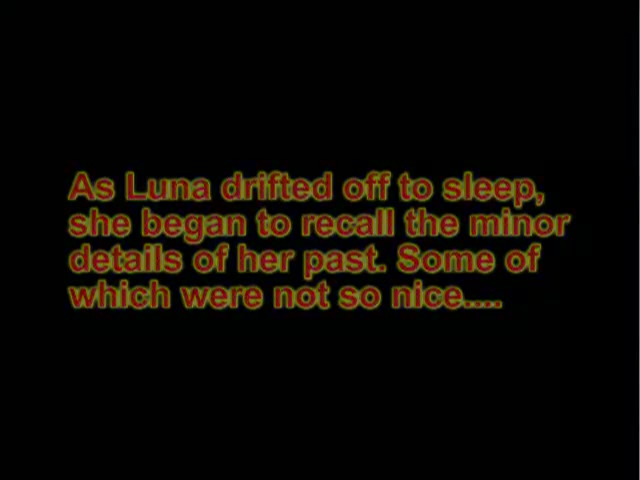 As Luna drifted off to sleep,
she began to recall the minor
details of her past. Some of
which were not so nice....